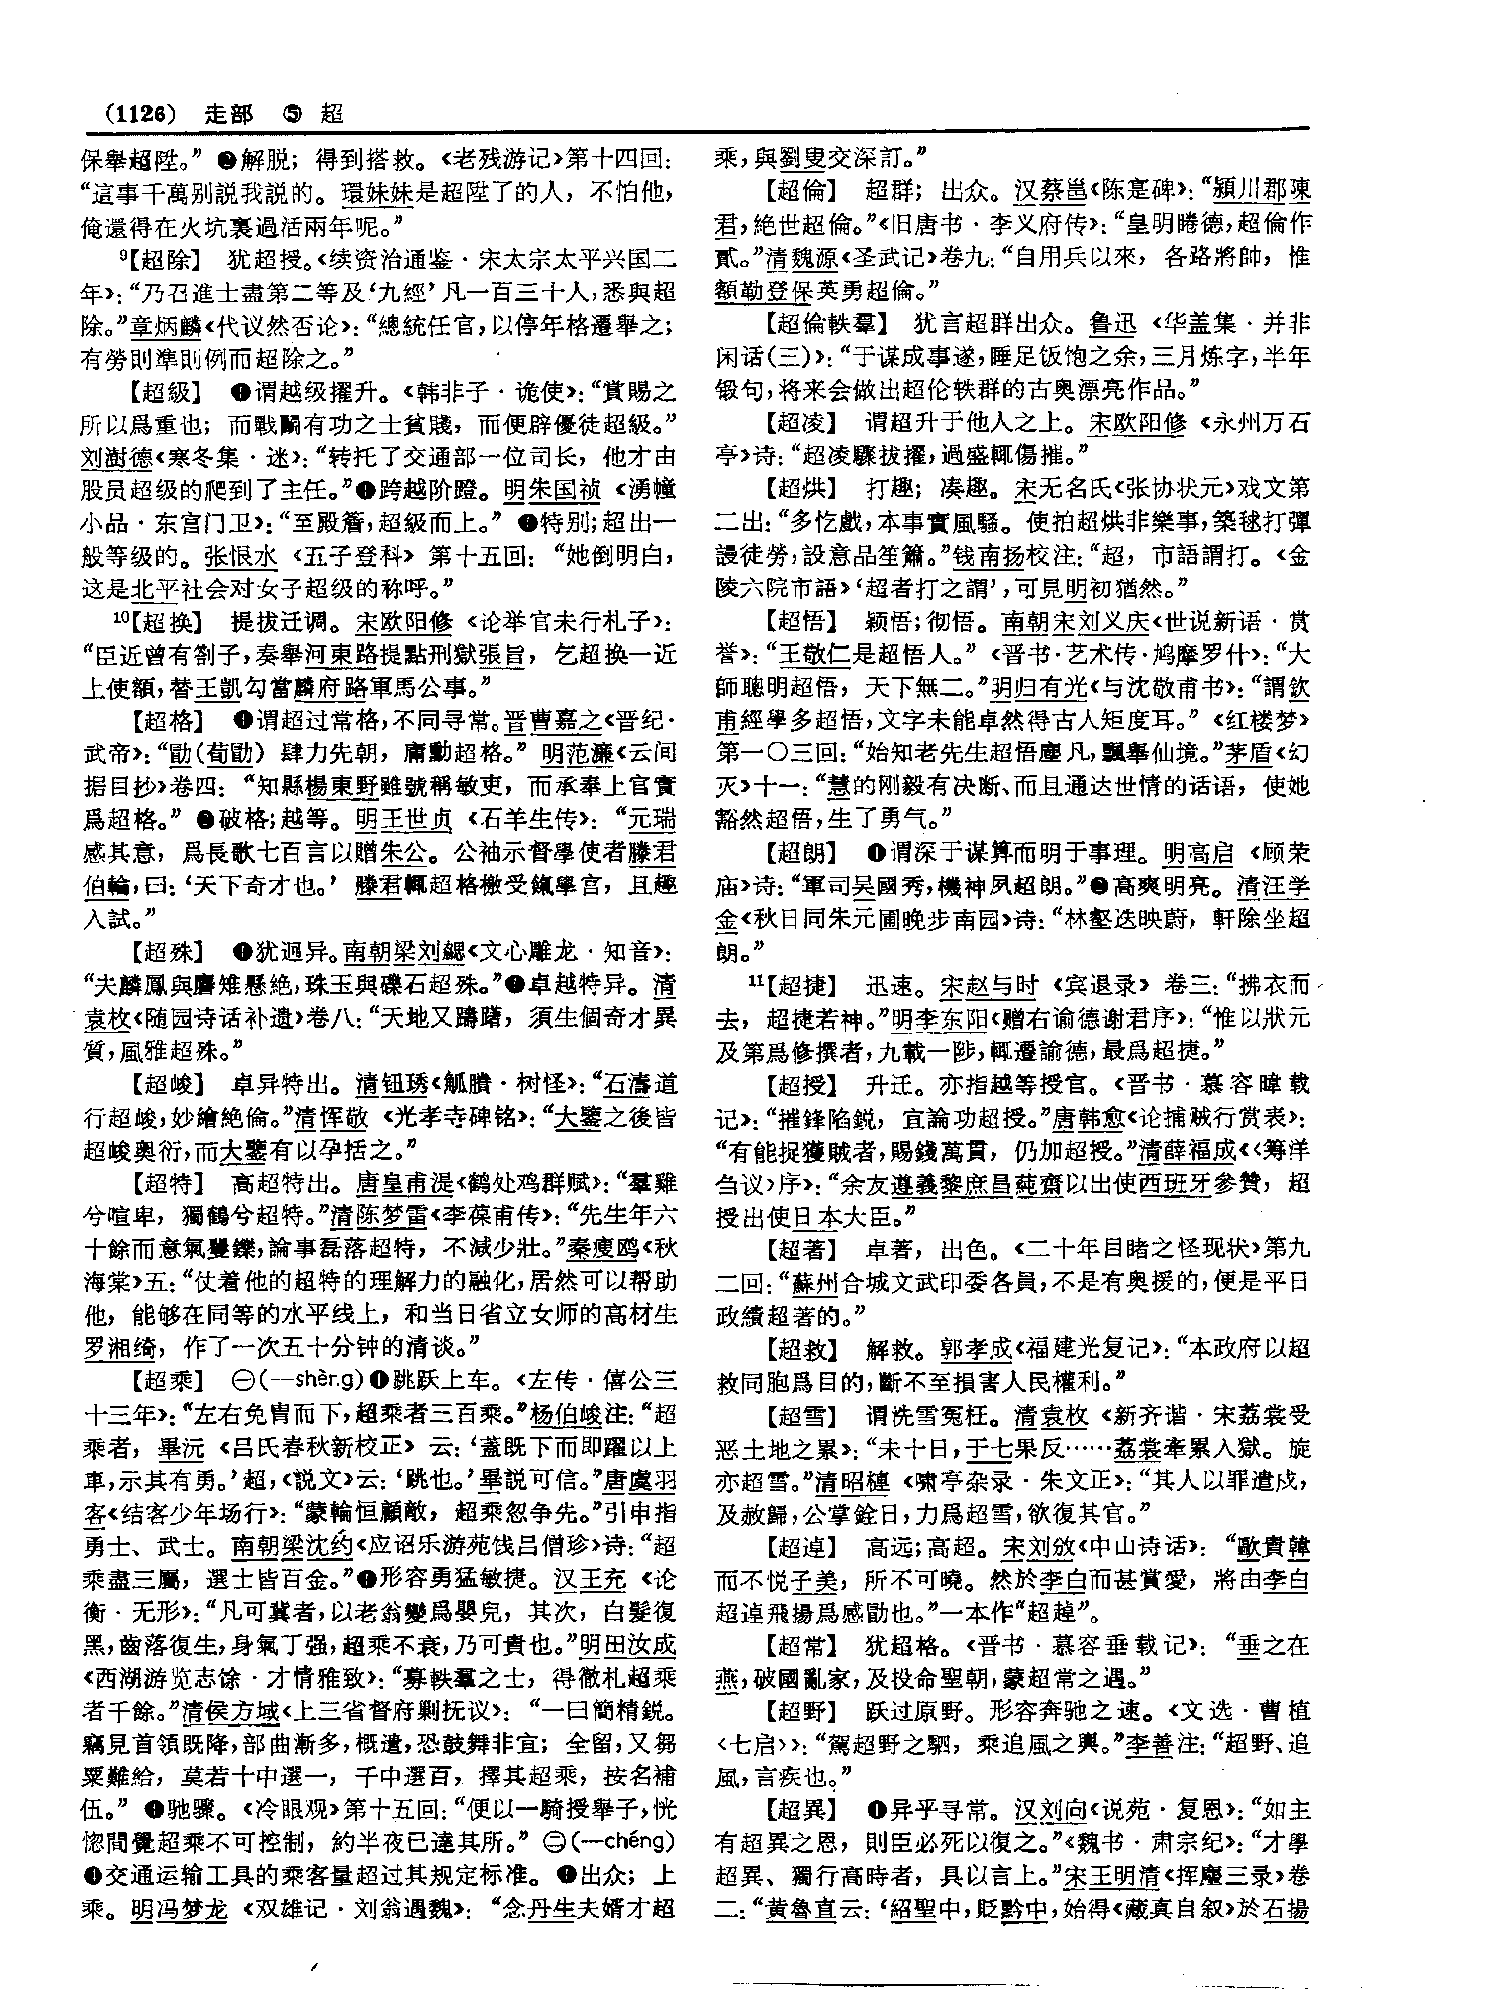 (1126) 走部 ⑤ 超
保舉超陞。”❷解脱；得到搭救。《老残游记》第十四回：
“這事千萬别説我説的。環妹妹是超陞了的人，不怕他，
俺還得在火坑裏過活兩年呢。”
9【超除】 犹超授。《续资治通鉴·宋太宗太平兴国二
年》：“乃召進士盡第二等及‘九經’凡一百三十人，悉與超
除。”章炳麟《代议然否论》：“總統任官，以停年格遷舉之；
有勞則準則例而超除之。”
【超級】 ❶谓越级擢升。《韩非子·诡使》：“賞賜之
所以爲重也；而戰鬭有功之士貧賤，而便辟優徒超級。”
刘澍德《寒冬集·迷》：“转托了交通部一位司长，他才由
股员超级的爬到了主任。”❷跨越阶蹬。明朱国祯《湧幢
小品·东宫门卫》：“至殿簷，超級而上。”❸特别；超出一
般等级的。张恨水《五子登科》第十五回：“她倒明白，
这是北平社会对女子超级的称呼。”
10【超换】 提拔迁调。宋欧阳修《论举官未行札子》：
“臣近曾有劄子，奏舉河東路提點刑獄張旨，乞超换一近
上使額，替王凱勾當麟府路軍馬公事。”
【超格】 ❶谓超过常格，不同寻常。晋曹嘉之《晋纪·
武帝》：“勖(荀勖)肆力先朝，庸勳超格。”明范濂《云间
据目抄》卷四：“知縣楊東野雖號稱敏吏，而承奉上官實
爲超格。”❷破格；越等。明王世贞《石羊生传》：“元瑞
感其意，爲長歌七百言以贈朱公。公袖示督學使者滕君
伯輪，曰：‘天下奇才也。’滕君輒超格檄受餼學宫，且趣
入試。”
【超殊】 ❶犹迥异。南朝梁刘勰《文心雕龙·知音》：
“夫麟鳳與麏雉懸絶，珠玉與礫石超殊。”❷卓越特异。清
袁枚《随园诗话补遗》卷八：“天地又躊躇，須生個奇才異
質，風雅超殊。”
【超峻】 卓异特出。清钮琇《觚賸·树怪》：“石濤道
行超峻，妙繪絶倫。”清恽敬《光孝寺碑铭》：“大鑒之後皆
超峻奥衍，而大鑒有以孕括之。”
【超特】 高超特出。唐皇甫湜《鹤处鸡群赋》：“羣雞
兮喧卑，獨鶴兮超特。”清陈梦雷《李葆甫传》：“先生年六
十餘而意氣矍鑠，論事磊落超特，不減少壯。”秦瘦鸥《秋
海棠》五：“仗着他的超特的理解力的融化，居然可以帮助
他，能够在同等的水平线上，和当日省立女师的高材生
罗湘绮，作了一次五十分钟的清谈。”
【超乘】 ㊀(—shèng)❶跳跃上车。《左传·僖公三
十三年》：“左右免胄而下，超乘者三百乘。”杨伯峻注：“超
乘者，畢沅《吕氏春秋新校正》云：‘蓋既下而即躍以上
車，示其有勇。’超，《説文》云：‘跳也。’畢説可信。”唐虞羽
客《结客少年场行》：“蒙輪恒顧敵，超乘忽争先。”引申指
勇士、武士。南朝梁沈约《应诏乐游苑饯吕僧珍》诗：“超
乘盡三屬，選士皆百金。”❷形容勇猛敏捷。汉王充《论
衡·无形》：“凡可冀者，以老翁變爲嬰兒，其次，白髮復
黑，齒落復生，身氣丁强，超乘不衰，乃可貴也。”明田汝成
《西湖游览志馀·才情雅致》：“募軼羣之士，得徹札超乘
者千餘。”清侯方域《上三省督府剿抚议》：“一曰簡精鋭。
竊見首領既降，部曲漸多，概遣，恐鼓舞非宜；全留，又芻
粟難給，莫若十中選一，千中選百，擇其超乘，按名補
伍。”❸驰骤。《冷眼观》第十五回：“便以一騎授舉子，恍
惚間覺超乘不可控制，約半夜已達其所。”㊁(—chéng)
❶交通运输工具的乘客量超过其规定标准。❷出众；上
乘。明冯梦龙《双雄记·刘翁遇魏》：“念丹生夫婿才超
乘，與劉叟交深訂。”
【超倫】 超群；出众。汉蔡邕《陈寔碑》：“潁川郡陳
君，絶世超倫。”《旧唐书·李义府传》：“皇明睠德，超倫作
貳。”清魏源《圣武记》卷九：“自用兵以來，各路將帥，惟
額勒登保英勇超倫。”
【超倫軼羣】 犹言超群出众。鲁迅《华盖集·并非
闲话(三)》：“于谋成事遂，睡足饭饱之余，三月炼字，半年
锻句，将来会做出超伦轶群的古奥漂亮作品。”
【超凌】 谓超升于他人之上。宋欧阳修《永州万石
亭》诗：“超凌驟拔擢，過盛輒傷摧。”
【超烘】 打趣；凑趣。宋无名氏《张协状元》戏文第
二出：“多忔戲，本事實風騷。使拍超烘非樂事，築毬打彈
謾徒勞，設意品笙簫。”钱南扬校注：“超，市語謂打。《金
陵六院市語》‘超者打之謂’，可見明初猶然。”
【超悟】 颖悟；彻悟。南朝宋刘义庆《世说新语·赏
誉》：“王敬仁是超悟人。”《晋书·艺术传·鸠摩罗什》：“大
師聰明超悟，天下無二。”明归有光《与沈敬甫书》：“謂欽
甫經學多超悟，文字未能卓然得古人矩度耳。”《红楼梦》
第一〇三回：“始知老先生超悟塵凡，飄舉仙境。”茅盾《幻
灭》十一：“慧的刚毅有决断、而且通达世情的话语，使她
豁然超悟，生了勇气。”
【超朗】 ❶谓深于谋算而明于事理。明高启《顾荣
庙》诗：“軍司吴國秀，機神夙超朗。”❷高爽明亮。清汪学
金《秋日同朱元圃晚步南园》诗：“林壑迭映蔚，軒除坐超
朗。”
11【超捷】 迅速。宋赵与时《宾退录》卷三：“拂衣而
去，超捷若神。”明李东阳《赠右谕德谢君序》：“惟以狀元
及第爲修撰者，九載一陟，輒遷諭德，最爲超捷。”
【超授】 升迁。亦指越等授官。《晋书·慕容暐载
记》：“摧鋒陷鋭，宜論功超授。”唐韩愈《论捕贼行赏表》：
“有能捉獲賊者，賜錢萬貫，仍加超授。”清薛福成《〈筹洋
刍议〉序》：“余友遵義黎庶昌蒓齋以出使西班牙參贊，超
授出使日本大臣。”
【超著】 卓著，出色。《二十年目睹之怪现状》第九
二回：“蘇州合城文武印委各員，不是有奥援的，便是平日
政績超著的。”
【超救】 解救。郭孝成《福建光复记》：“本政府以超
救同胞爲目的，斷不至損害人民權利。”
【超雪】 谓洗雪冤枉。清袁枚《新齐谐·宋荔裳受
恶土地之累》：“未十日，于七果反……荔裳牽累入獄。旋
亦超雪。”清昭槤《啸亭杂录·朱文正》：“其人以罪遣戍，
及赦歸，公掌銓日，力爲超雪，欲復其官。”
【超逴】 高远；高超。宋刘攽《中山诗话》：“歐貴韓
而不悦子美，所不可曉。然於李白而甚賞愛，將由李白
超逴飛揚爲感動也。”一本作“超趠”。
【超常】 犹超格。《晋书·慕容垂载记》：“垂之在
燕，破國亂家，及投命聖朝，蒙超常之遇。”
【超野】 跃过原野。形容奔驰之速。《文选·曹植
〈七启〉》：“駕超野之駟，乘追風之輿。”李善注：“超野、追
風，言疾也。”
【超異】 ❶异乎寻常。汉刘向《说苑·复恩》：“如主
有超異之恩，則臣必死以復之。”《魏书·肃宗纪》：“才學
超異、獨行高時者，具以言上。”宋王明清《挥麈三录》卷
二：“黄魯直云：‘紹聖中，貶黔中，始得《藏真自叙》於石揚